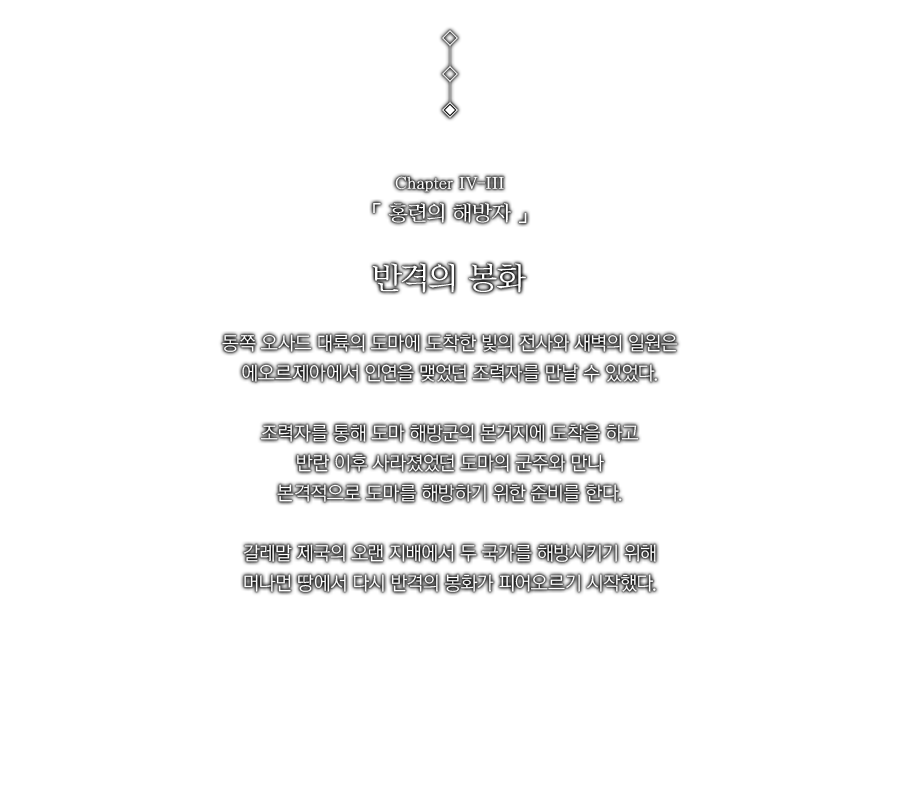 Chapter IV-III
「 홍련의 해방자 」
반격의 봉화
동쪽 오사드 대륙의 도마에 도착한 빛의 전사와 새벽의 일원은
에오르제아에서 인연을 맺었던 조력자를 만날 수 있었다.
조력자를 통해 도마 해방군의 본거지에 도착을 하고
반란 이후 사라졌었던 도마의 군주와 만나
본격적으로 도마를 해방하기 위한 준비를 한다.
갈레말 제국의 오랜 지배에서 두 국가를 해방시키기 위해
머나먼 땅에서 다시 반격의 봉화가 피어오르기 시작했다.